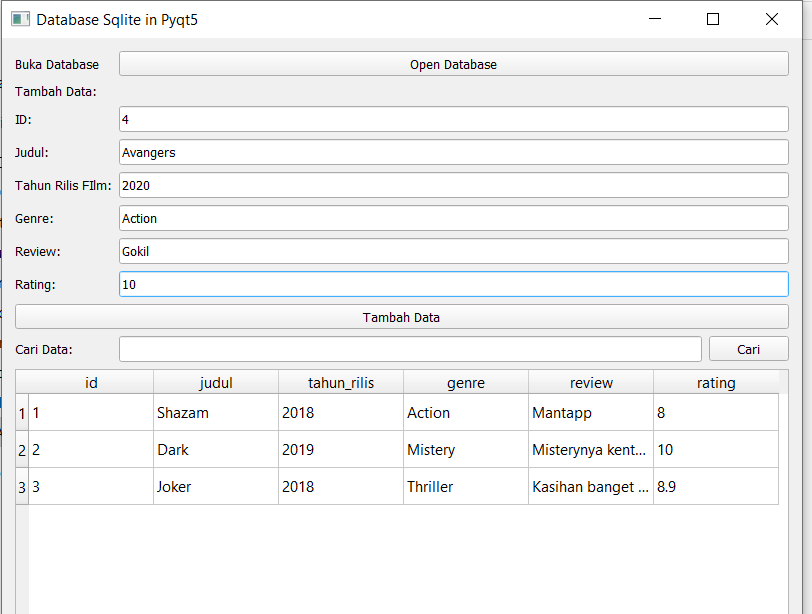 Database Sqlite in Pyqt5
Buka Database Open Database
Tambah Data:
ID: 4
Judul: Avangers
Tahun Rilis FIlm: 2020
Genre: Action
Review: Gokil
Rating: 10
Tambah Data
Cari Data: Cari
id judul tahun_rilis genre review rating
1 1 Shazam 2018 Action Mantapp 8
2 2 Dark 2019 Mistery Misterynya kent... 10
3 3 Joker 2018 Thriller Kasihan banget ... 8.9